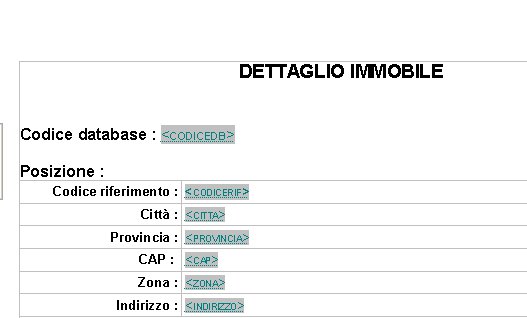 DETTAGLIO IMMOBILE
Codice database : <CODICEDB>
Posizione :
Codice riferimento : <CODICERIF>
Città : <CITTA>
Provincia : <PROVINCIA>
CAP : <CAP>
Zona : <ZONA>
Indirizzo : <INDIRIZZO>